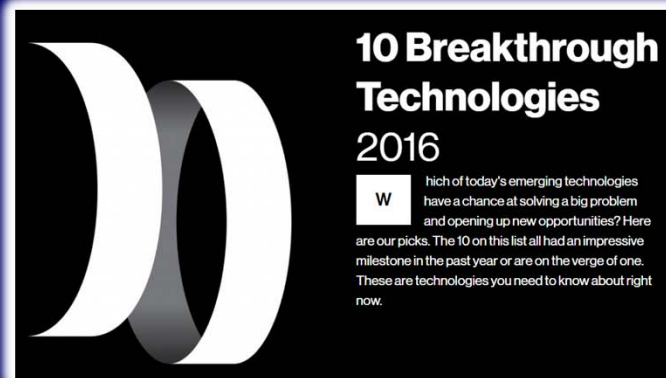 10 Breakthrough
Technologies
2016
Which of today's emerging technologies
have a chance at solving a big problem
and opening up new opportunities? Here
are our picks. The 10 on this list all had an impressive
milestone in the past year or are on the verge of one.
These are technologies you need to know about right
now.